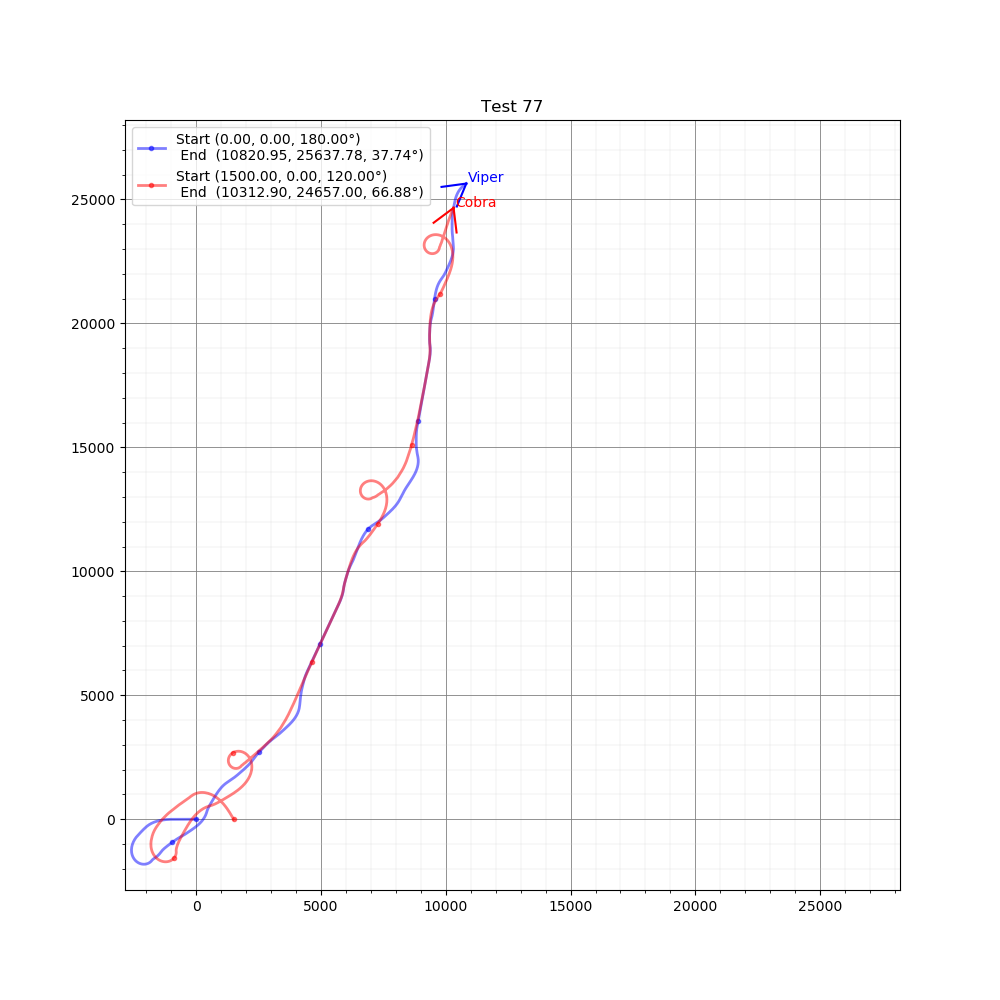 Test 77
Start (0.00, 0.00, 180.00°)
End  (10820.95, 25637.78, 37.74°)
Start (1500.00, 0.00, 120.00°)
End  (10312.90, 24657.00, 66.88°)
Viper
Cobra
25000
20000
15000
10000
5000
0
0 5000 10000 15000 20000 25000